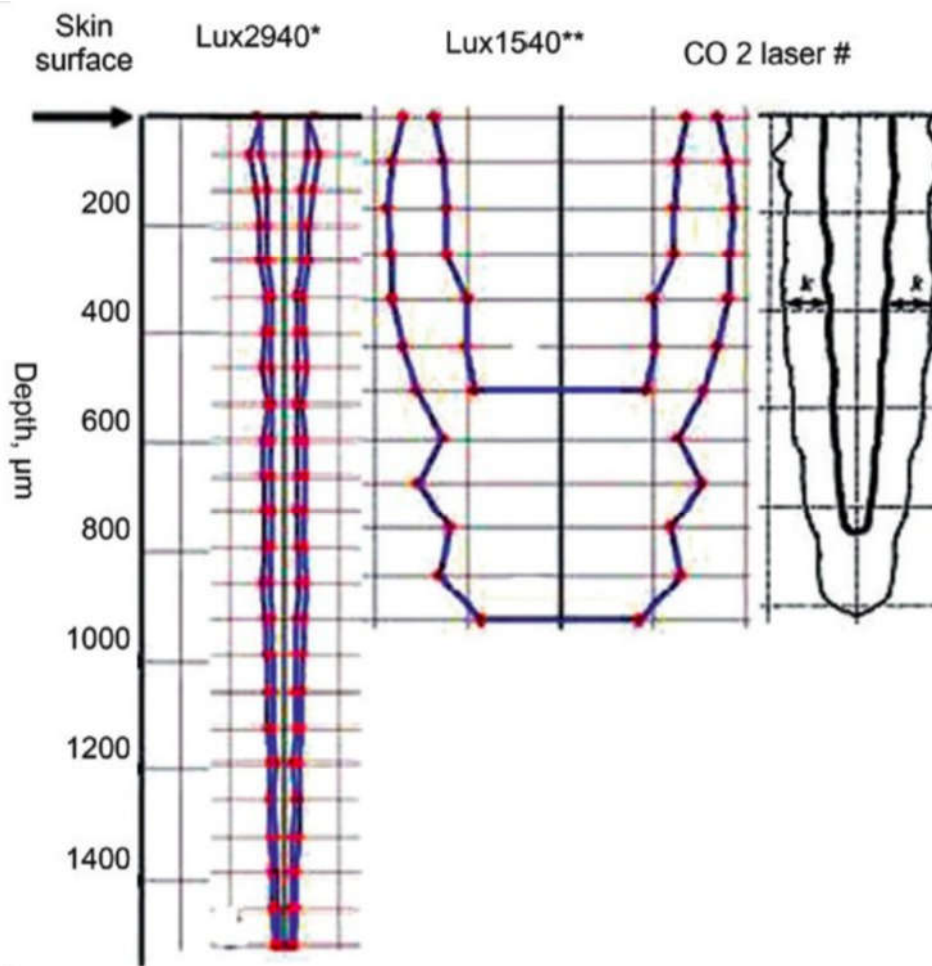 Skin
surface
Lux2940*
Lux1540**
CO 2 laser #
200
400
600
800
1000
1200
1400
Depth, µm
k
k